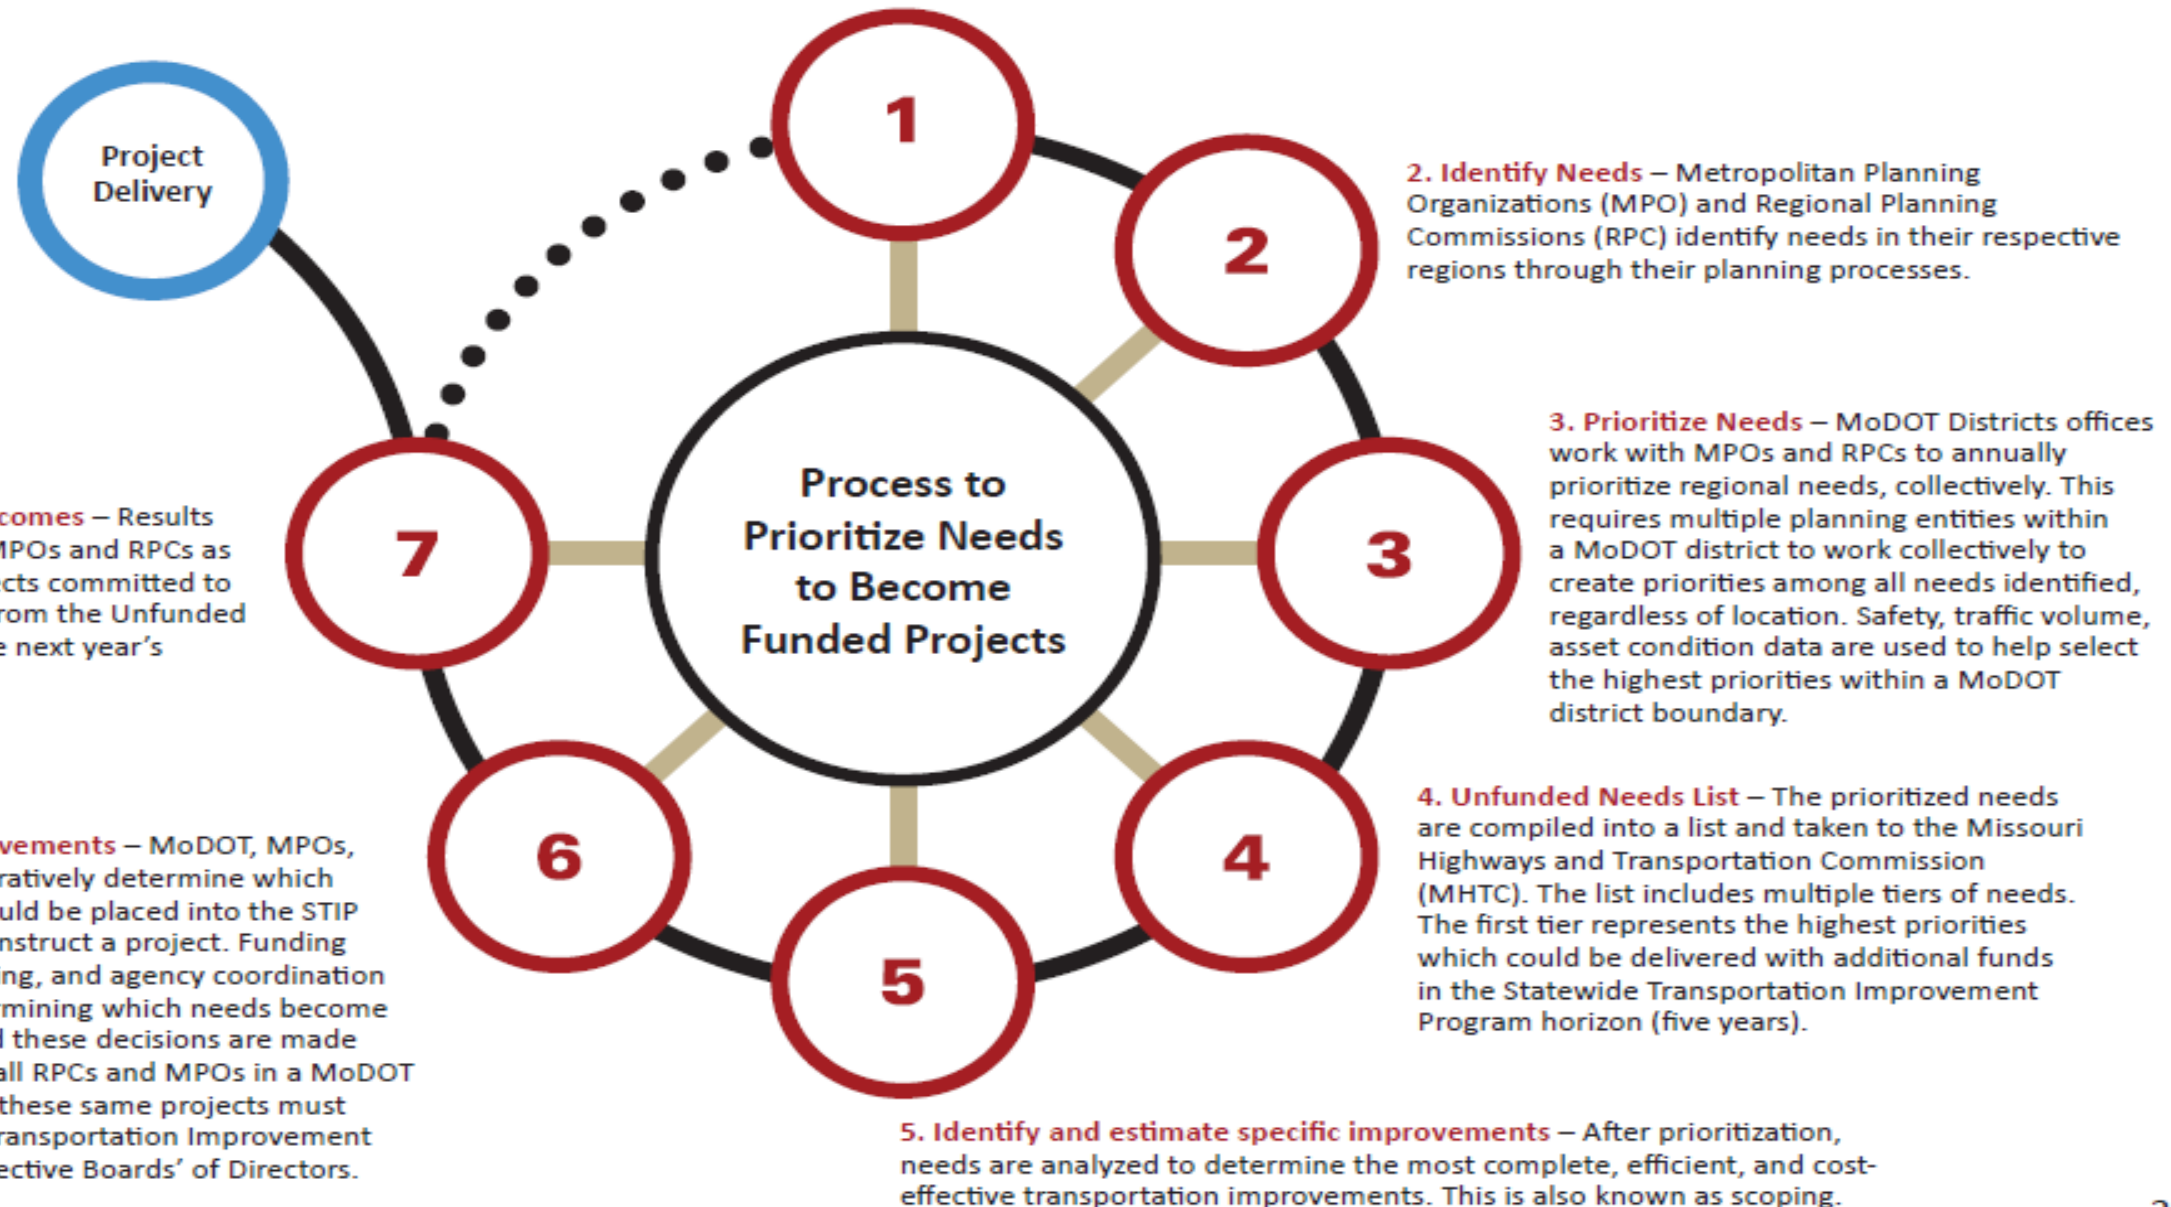 1
Project
Delivery
2
2. Identify Needs – Metropolitan Planning
Organizations (MPO) and Regional Planning
Commissions (RPC) identify needs in their respective
regions through their planning processes.
3
3. Prioritize Needs – MoDOT Districts offices
work with MPOs and RPCs to annually
prioritize regional needs, collectively. This
requires multiple planning entities within
a MoDOT district to work collectively to
create priorities among all needs identified,
regardless of location. Safety, traffic volume,
asset condition data are used to help select
the highest priorities within a MoDOT
district boundary.
Process to
Prioritize Needs
to Become
Funded Projects
7
comes – Results
MPOs and RPCs as
cts committed to
rom the Unfunded
e next year’s
4
4. Unfunded Needs List – The prioritized needs
are compiled into a list and taken to the Missouri
Highways and Transportation Commission
(MHTC). The list includes multiple tiers of needs.
The first tier represents the highest priorities
which could be delivered with additional funds
in the Statewide Transportation Improvement
Program horizon (five years).
6
vements – MoDOT, MPOs,
ratively determine which
uld be placed into the STIP
nstruct a project. Funding
ing, and agency coordination
rmining which needs become
these decisions are made
all RPCs and MPOs in a MoDOT
these same projects must
ransportation Improvement
ective Boards’ of Directors.
5
5. Identify and estimate specific improvements – After prioritization,
needs are analyzed to determine the most complete, efficient, and cost-
effective transportation improvements. This is also known as scoping.